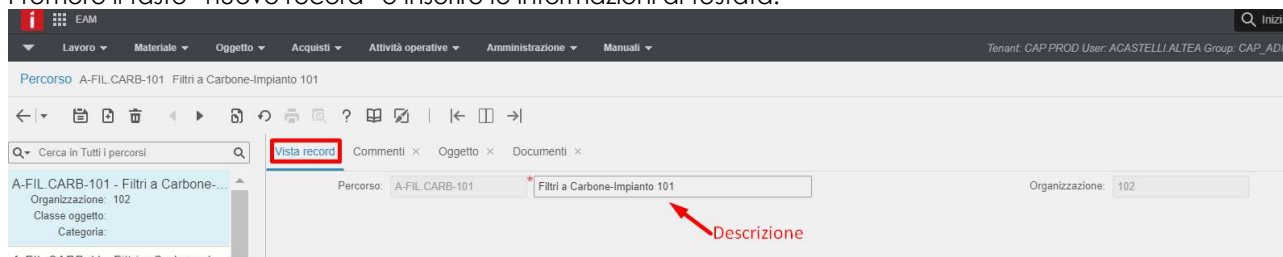 Premere il tasto "nuovo record" e inserire le informazioni di testata:
EAM
Inizi
Lavoro Materiale Oggetto Acquisti Attività operative Amministrazione Manuali
Tenant: CAP PROD User: ACASTELLI.ALTEA Group: CAP_ADI
Percorso A-FIL.CARB-101 Filtri a Carbone-Impianto 101
Cerca in Tutti i percorsi
Vista record Commenti × Oggetto × Documenti ×
A-FIL.CARB-101 - Filtri a Carbone-...
Organizzazione: 102
Classe oggetto:
Categoria:
Percorso: A-FIL.CARB-101 * Filtri a Carbone-Impianto 101
Organizzazione: 102
Descrizione